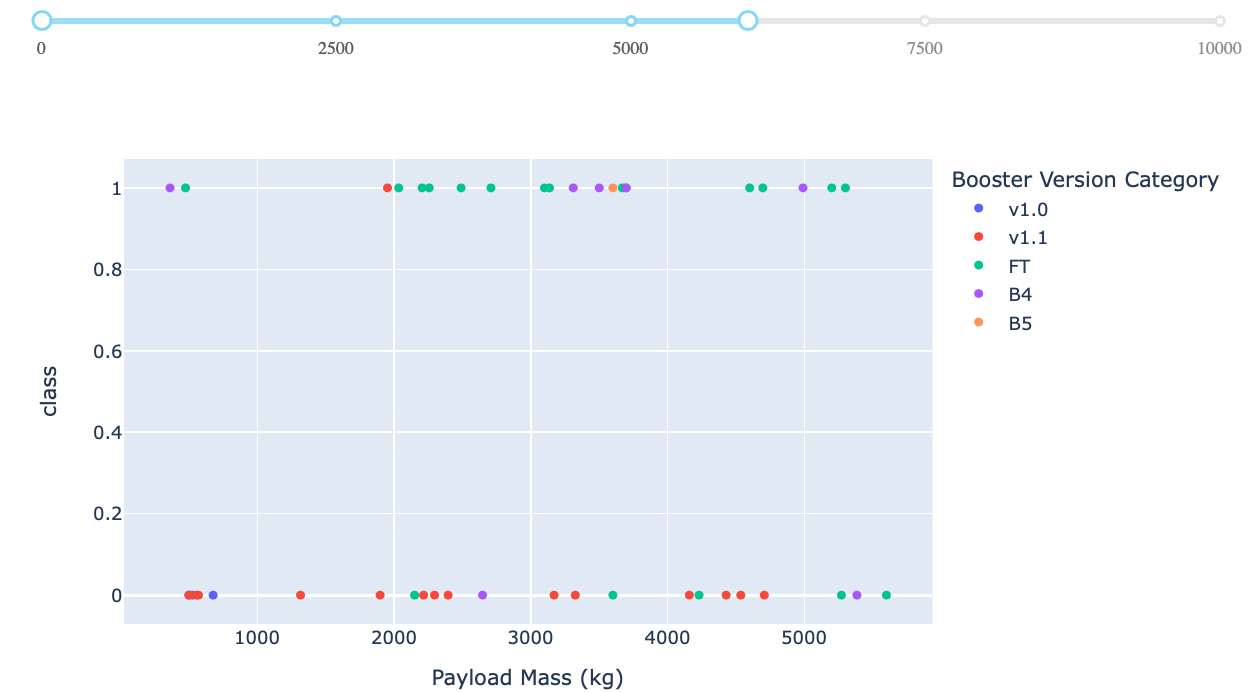 0 2500 5000 7500 10000
Booster Version Category
v1.0
v1.1
FT
B4
B5
1
0.8
0.6
0.4
0.2
0
class
1000 2000 3000 4000 5000
Payload Mass (kg)